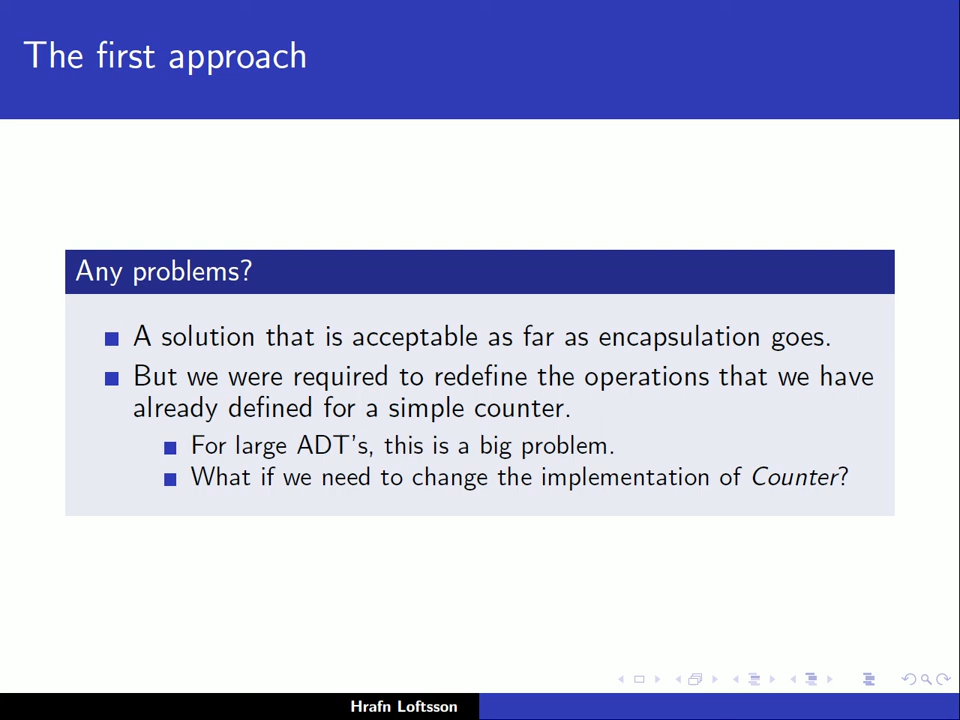 The first approach
Any problems?
A solution that is acceptable as far as encapsulation goes.
But we were required to redefine the operations that we have
already defined for a simple counter.
For large ADT's, this is a big problem.
What if we need to change the implementation of Counter?
Hrafn Loftsson